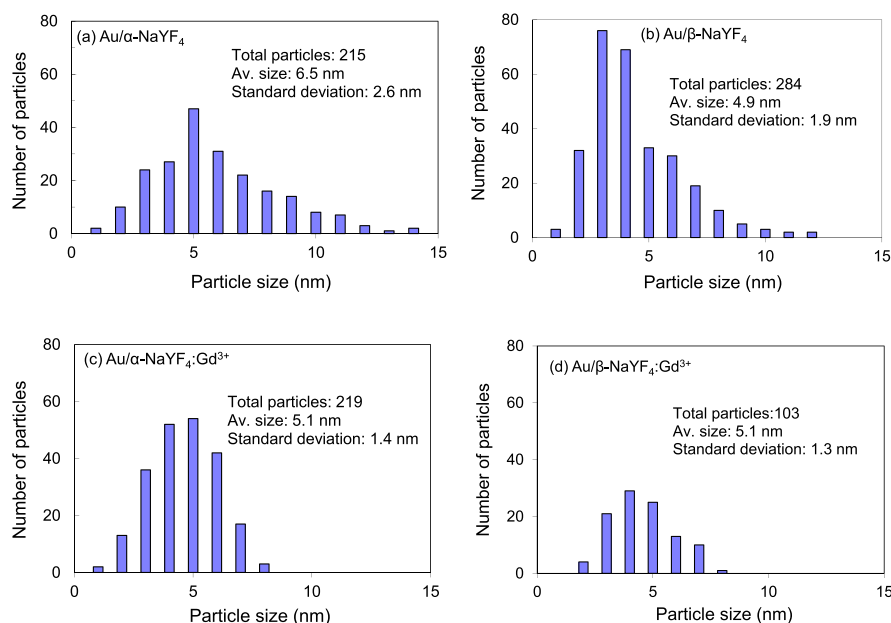 (a) Au/α-NaYF₄
Total particles: 215
Av. size: 6.5 nm
Standard deviation: 2.6 nm
Number of particles
80
60
40
20
0
0 5 10 15
Particle size (nm)
(b) Au/β-NaYF₄
Total particles: 284
Av. size: 4.9 nm
Standard deviation: 1.9 nm
Number of particles
80
60
40
20
0
0 5 10 15
Particle size (nm)
(c) Au/α-NaYF₄:Gd³⁺
Total particles: 219
Av. size: 5.1 nm
Standard deviation: 1.4 nm
Number of particles
80
60
40
20
0
0 5 10 15
Particle size (nm)
(d) Au/β-NaYF₄:Gd³⁺
Total particles:103
Av. size: 5.1 nm
Standard deviation: 1.3 nm
Number of particles
80
60
40
20
0
0 5 10 15
Particle size (nm)